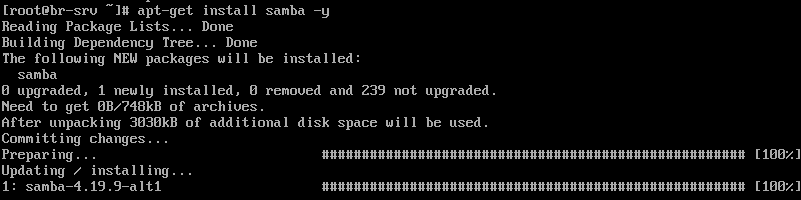 [root@br-srv ~]# apt-get install samba -y
Reading Package Lists... Done
Building Dependency Tree... Done
The following NEW packages will be installed:
  samba
0 upgraded, 1 newly installed, 0 removed and 239 not upgraded.
Need to get 0B/748kB of archives.
After unpacking 3030kB of additional disk space will be used.
Committing changes...
Preparing...                            ##################################################### [100%]
Updating / installing...
1: samba-4.19.9-alt1                    ##################################################### [100%]